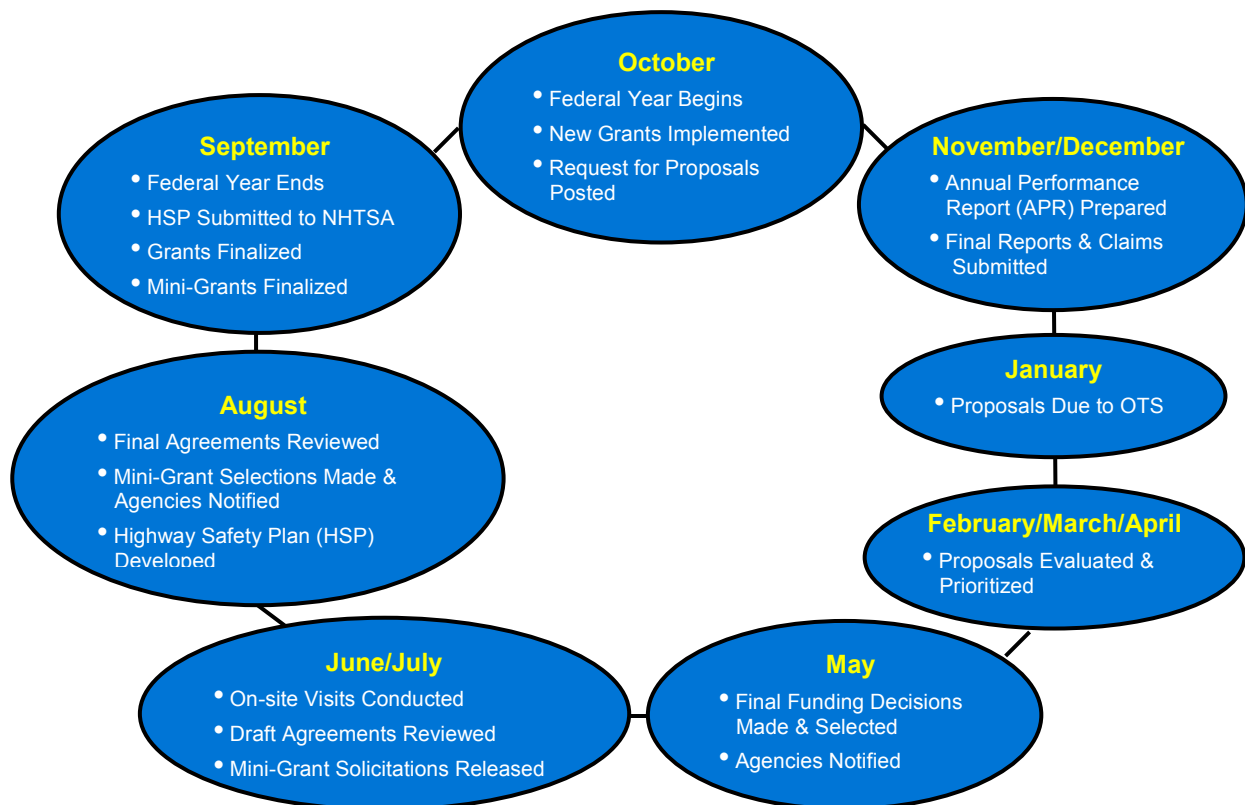 October
• Federal Year Begins
• New Grants Implemented
• Request for Proposals
Posted
November/December
• Annual Performance
Report (APR) Prepared
• Final Reports & Claims
Submitted
January
• Proposals Due to OTS
February/March/April
• Proposals Evaluated &
Prioritized
May
• Final Funding Decisions
Made & Selected
• Agencies Notified
June/July
• On-site Visits Conducted
• Draft Agreements Reviewed
• Mini-Grant Solicitations Released
August
• Final Agreements Reviewed
• Mini-Grant Selections Made &
Agencies Notified
• Highway Safety Plan (HSP)
Developed
September
• Federal Year Ends
• HSP Submitted to NHTSA
• Grants Finalized
• Mini-Grants Finalized